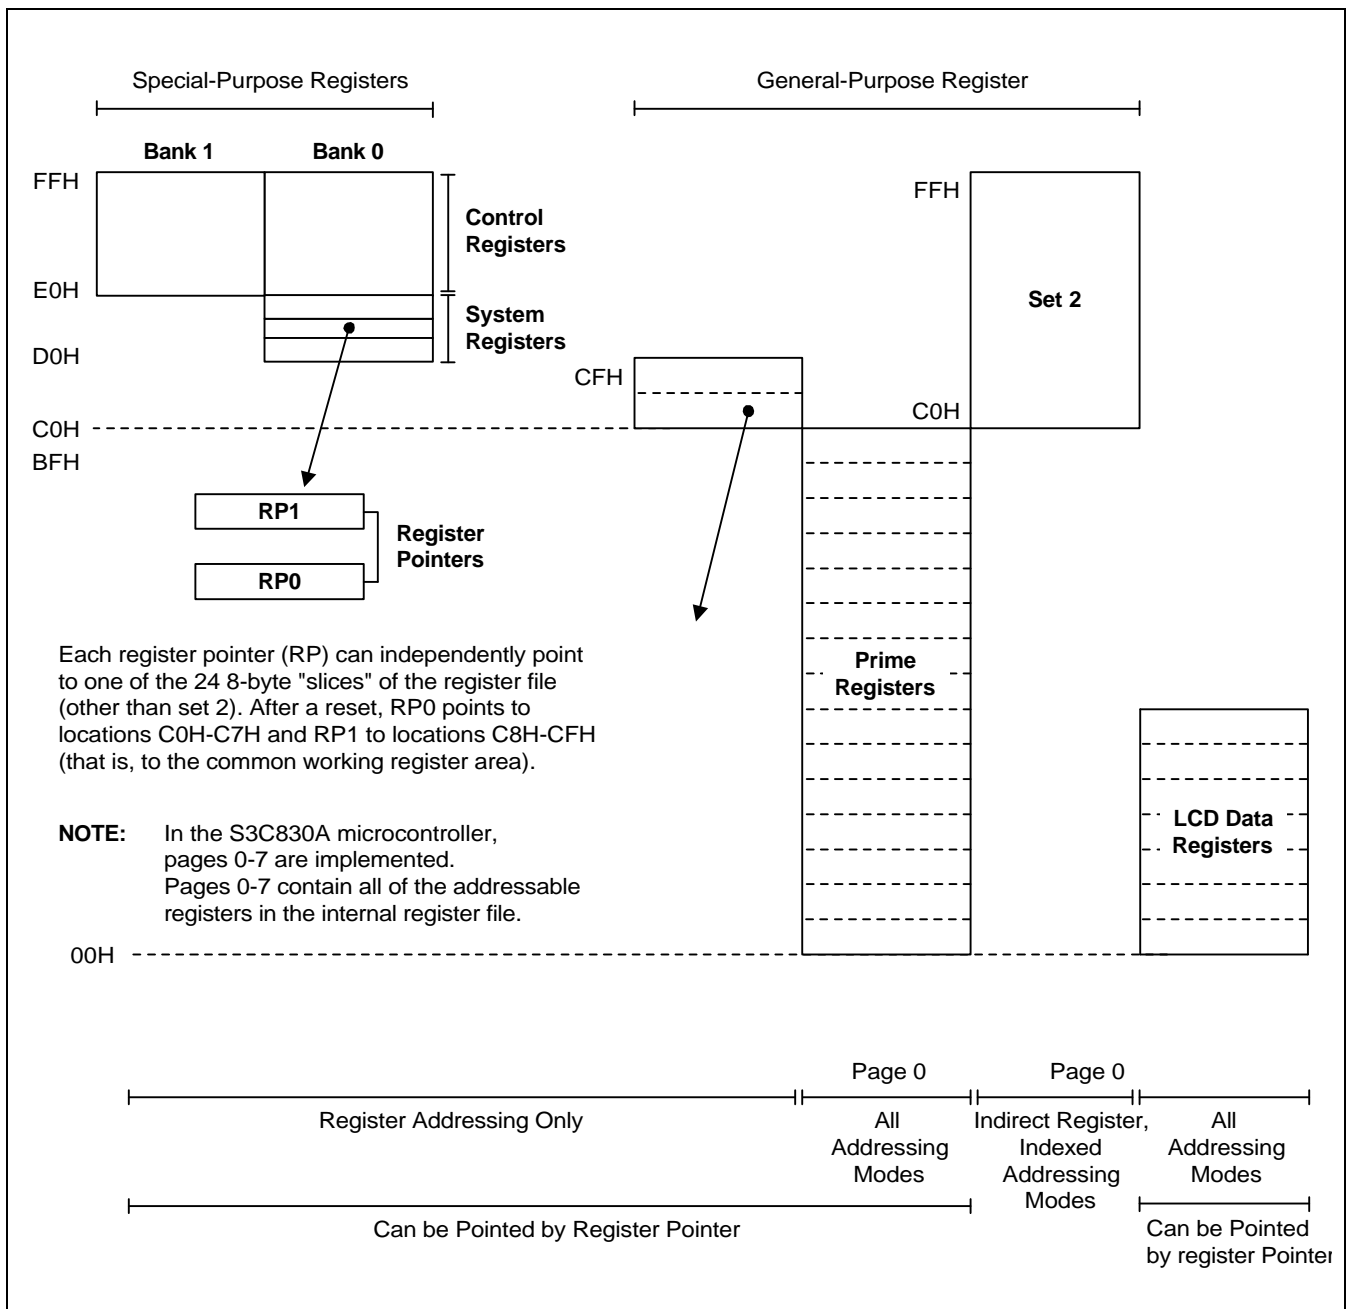 Special-Purpose Registers
General-Purpose Register
Bank 1
Bank 0
FFH
FFH
Control
Registers
E0H
Set 2
System
Registers
D0H
CFH
C0H
C0H
BFH
RP1
Register
Pointers
RP0
Each register pointer (RP) can independently point
to one of the 24 8-byte "slices" of the register file
(other than set 2). After a reset, RP0 points to
locations C0H-C7H and RP1 to locations C8H-CFH
(that is, to the common working register area).
Prime
Registers
NOTE: In the S3C830A microcontroller,
pages 0-7 are implemented.
Pages 0-7 contain all of the addressable
registers in the internal register file.
LCD Data
Registers
00H
Page 0
Page 0
Register Addressing Only
All
Addressing
Modes
Indirect Register,
Indexed
Addressing
Modes
All
Addressing
Modes
Can be Pointed by Register Pointer
Can be Pointed
by register Pointer